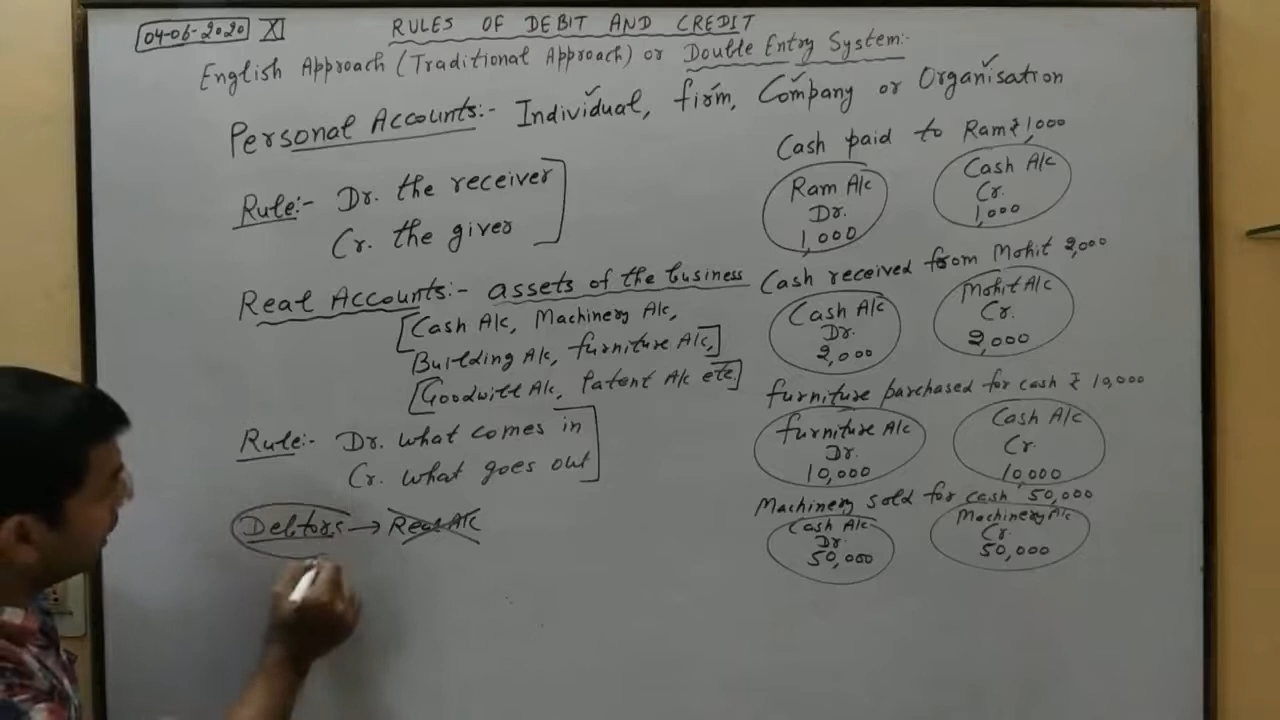 04-06-2020 XI RULES OF DEBIT AND CREDIT
English Approach (Traditional Approach) or Double Entry System:-
Personal Accounts:- Individual, firm, Company or Organisation
Rule:- Dr. the receiver
Cr. the giver
Real Accounts:- assets of the business
[Cash A/c, Machinery A/c,
Building A/c, furniture A/c,]
[Goodwill A/c, Patent A/c etc]
Rule:- Dr. what comes in
Cr. what goes out
Debtors → Real A/c
Cash paid to Ram ₹1,000
Ram A/c
Dr.
1,000
Cash A/c
Cr.
1,000
Cash received from Mohit 2,000
Cash A/c
Dr.
2,000
Mohit A/c
Cr.
2,000
furniture purchased for cash ₹ 10,000
furniture A/c
Dr.
10,000
Cash A/c
Cr
10,000
Machinery sold for cash 50,000
Cash A/c
Dr.
50,000
Machinery A/c
Cr.
50,000